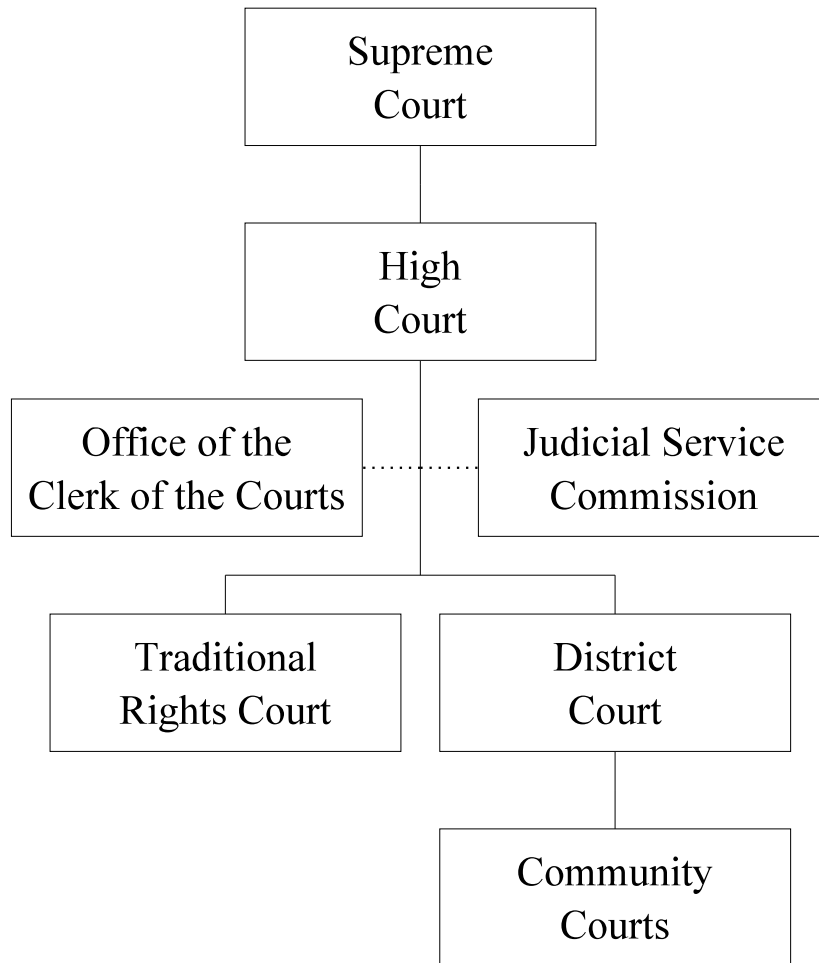 Supreme
Court
High
Court
Office of the
Clerk of the Courts
Judicial Service
Commission
Traditional
Rights Court
District
Court
Community
Courts